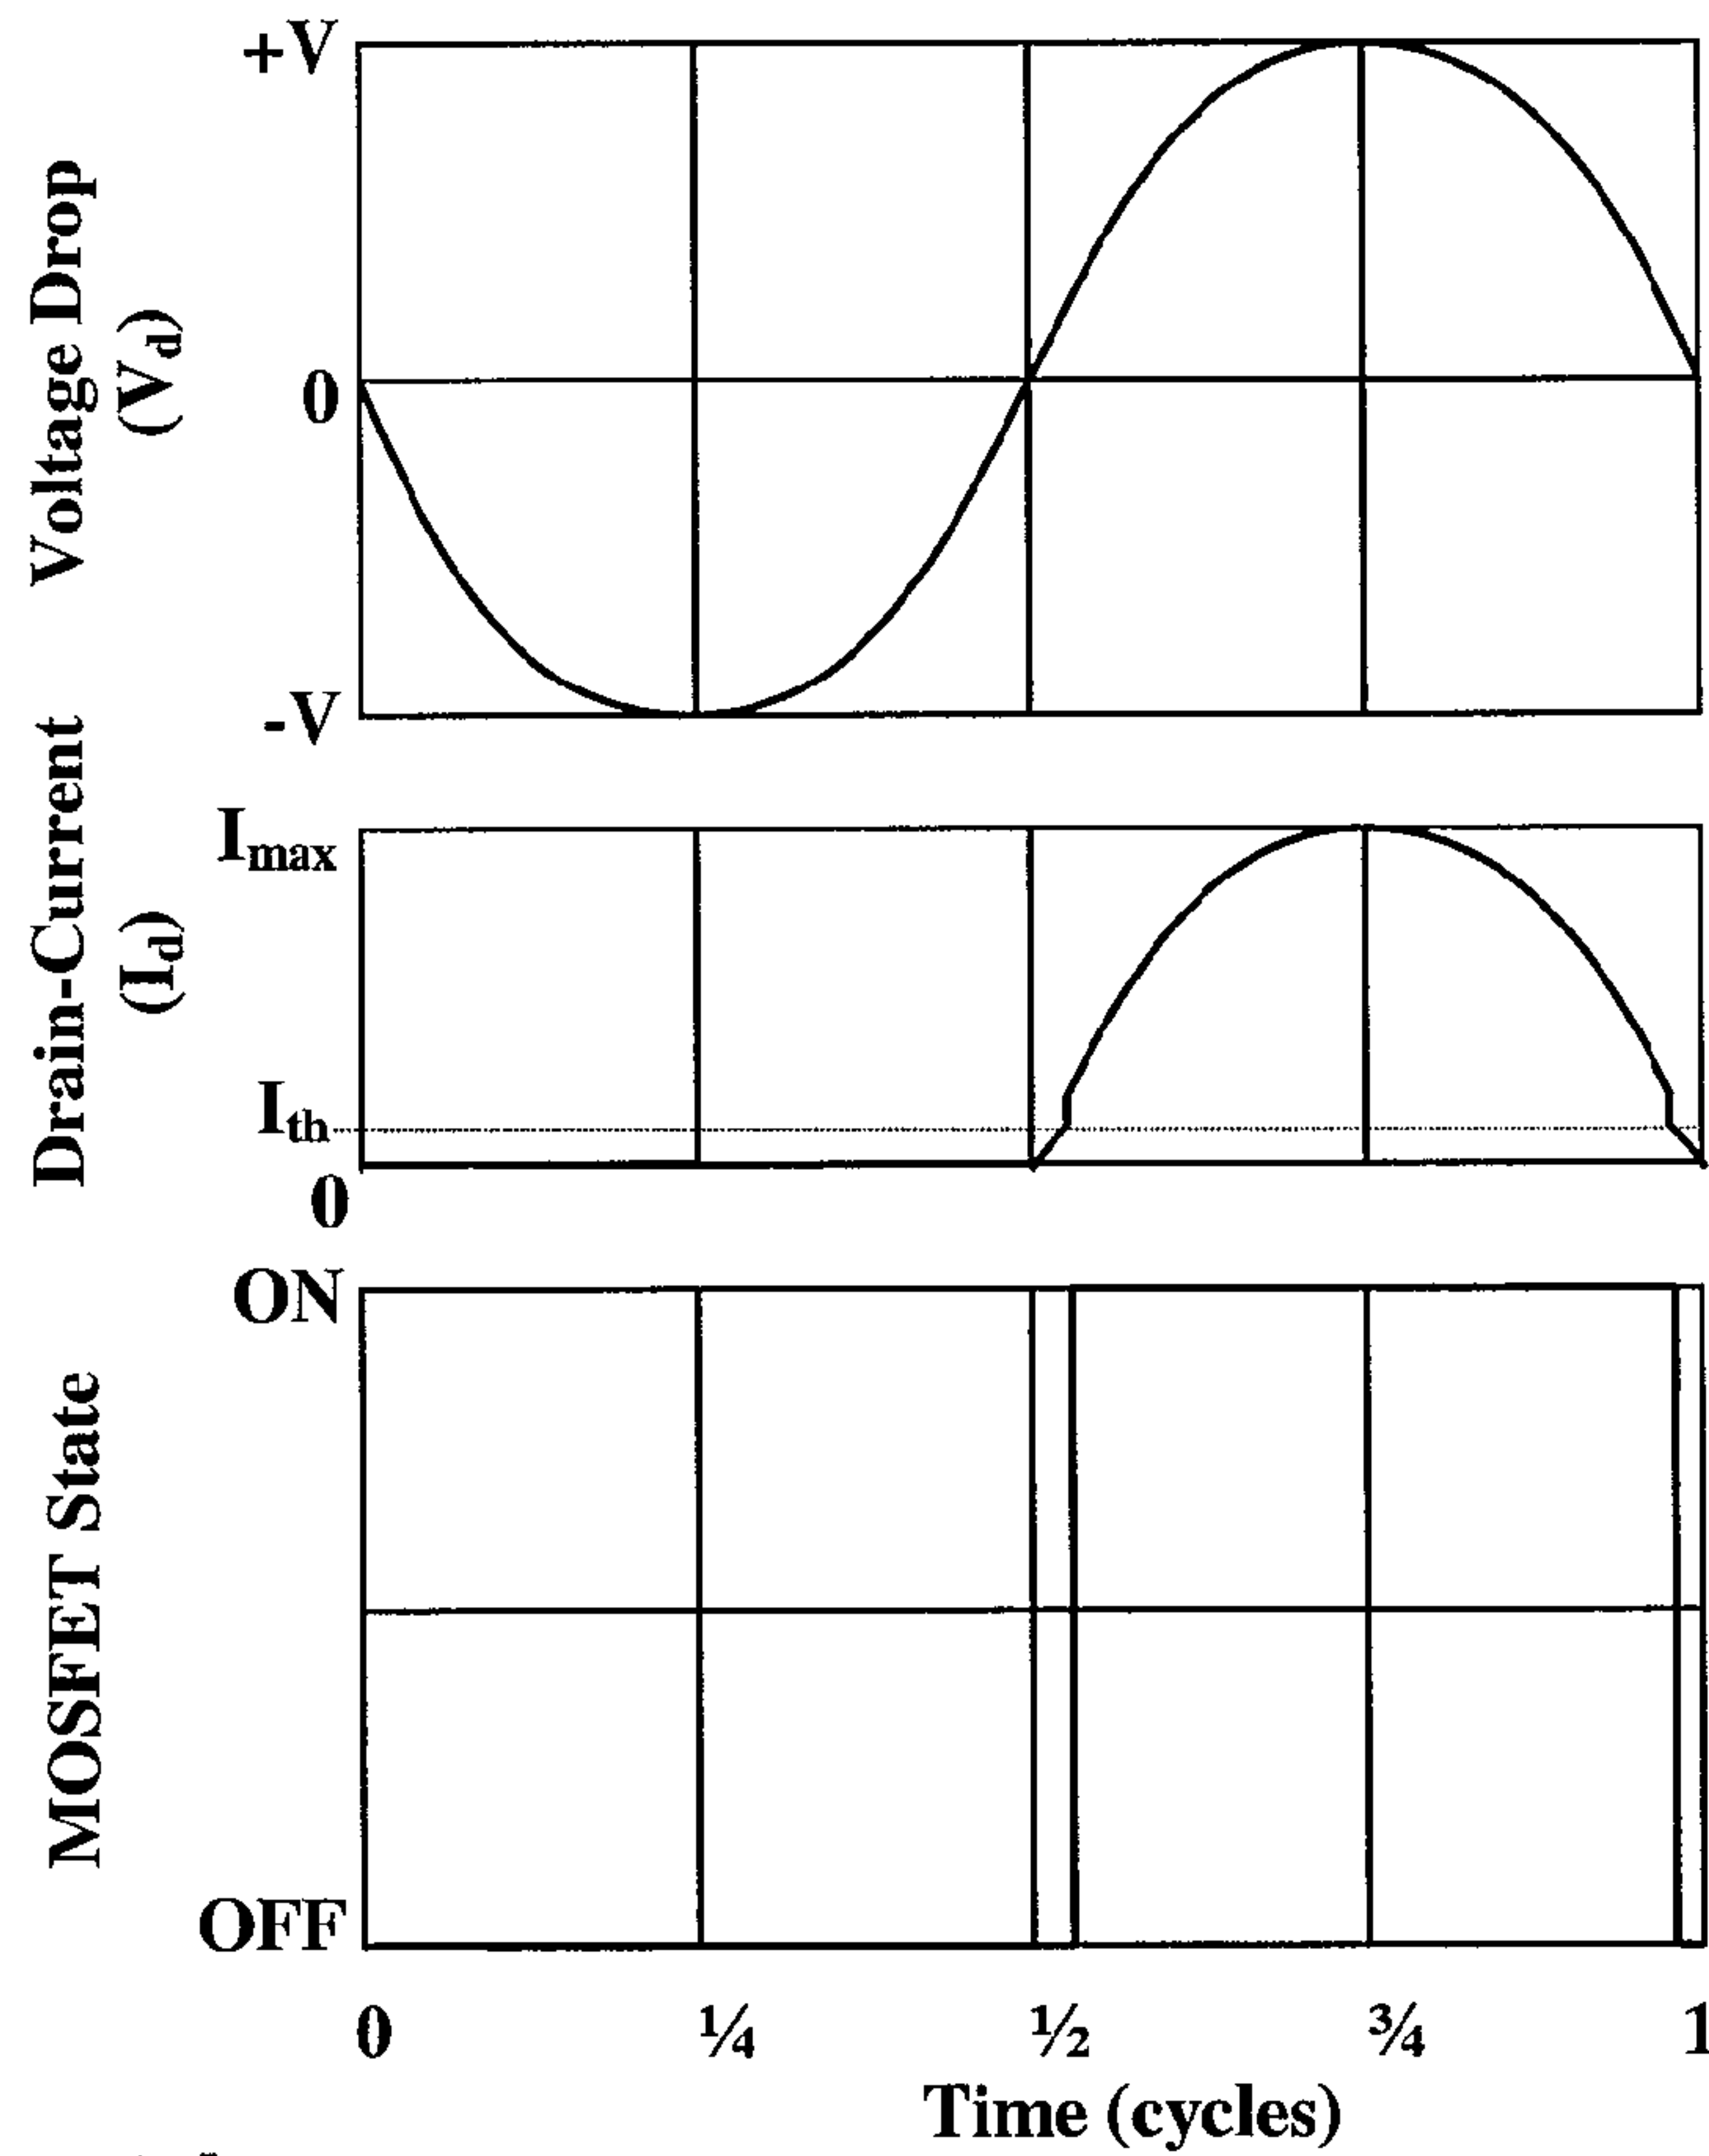 +V
0
-V
Voltage Drop
(Vd)
Imax
Ith
0
Drain-Current
(Id)
ON
OFF
MOSFET State
0 ¼ ½ ¾ 1
Time (cycles)